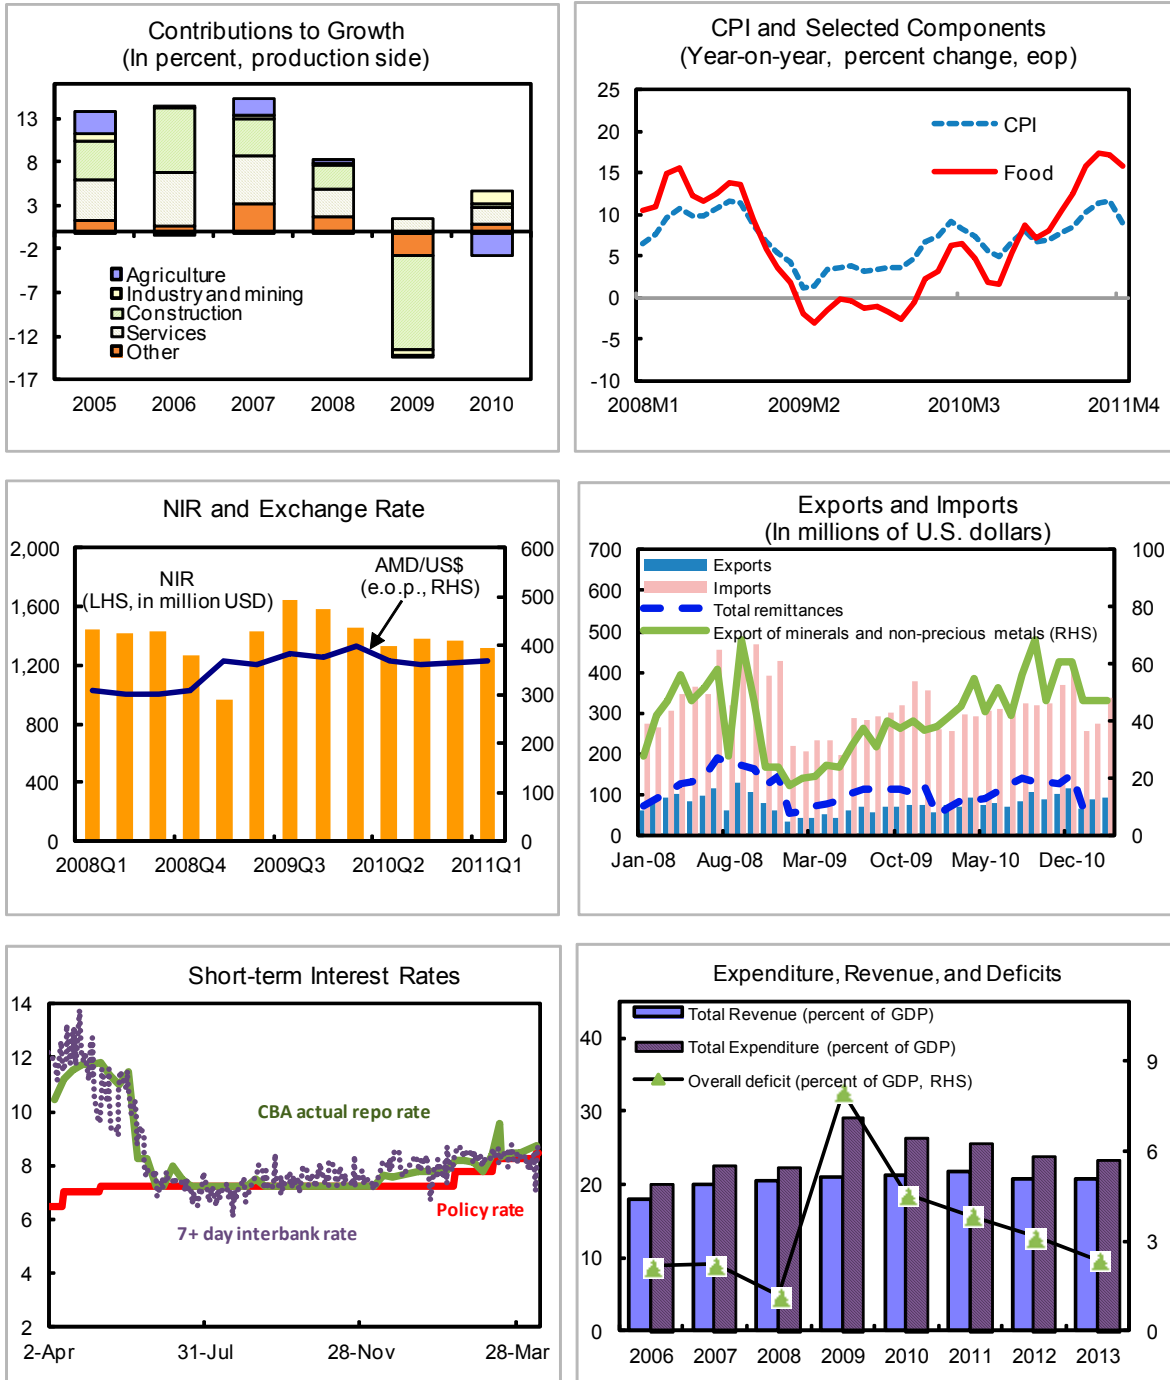 Contributions to Growth
(In percent, production side)
13
8
3
-2
-7
-12
-17
Agriculture
Industry and mining
Construction
Services
Other
2005 2006 2007 2008 2009 2010
CPI and Selected Components
(Year-on-year, percent change, eop)
25
20
15
10
5
0
-5
-10
CPI
Food
2008M1 2009M2 2010M3 2011M4
NIR and Exchange Rate
2,000
1,600
1,200
800
400
0
600
500
400
300
200
100
0
NIR
(LHS, in million USD)
AMD/US$
(e.o.p., RHS)
2008Q1 2008Q4 2009Q3 2010Q2 2011Q1
Exports and Imports
(In millions of U.S. dollars)
700
600
500
400
300
200
100
0
100
80
60
40
20
0
Exports
Imports
Total remittances
Export of minerals and non-precious metals (RHS)
Jan-08 Aug-08 Mar-09 Oct-09 May-10 Dec-10
Short-term Interest Rates
14
12
10
8
6
4
2
CBA actual repo rate
Policy rate
7+ day interbank rate
2-Apr 31-Jul 28-Nov 28-Mar
Expenditure, Revenue, and Deficits
40
30
20
10
0
9
6
3
0
Total Revenue (percent of GDP)
Total Expenditure (percent of GDP)
Overall deficit (percent of GDP, RHS)
2006 2007 2008 2009 2010 2011 2012 2013